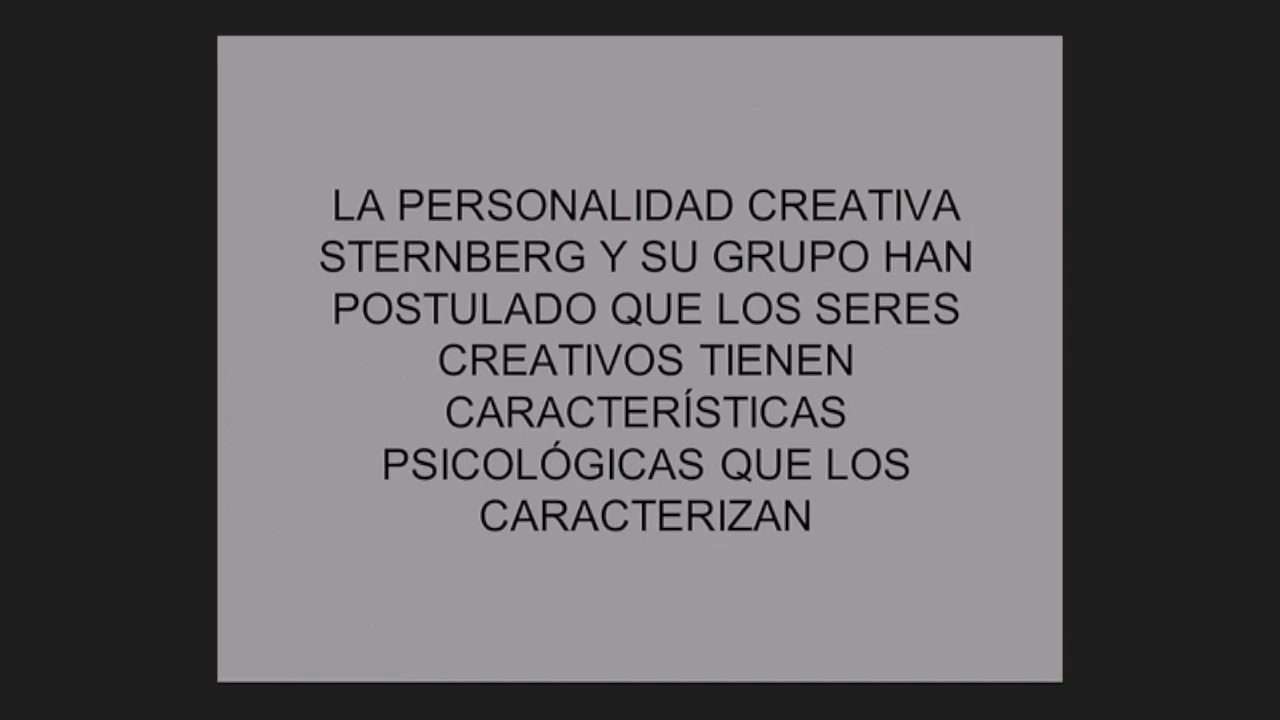 LA PERSONALIDAD CREATIVA
STERNBERG Y SU GRUPO HAN
POSTULADO QUE LOS SERES
CREATIVOS TIENEN
CARACTERÍSTICAS
PSICOLÓGICAS QUE LOS
CARACTERIZAN